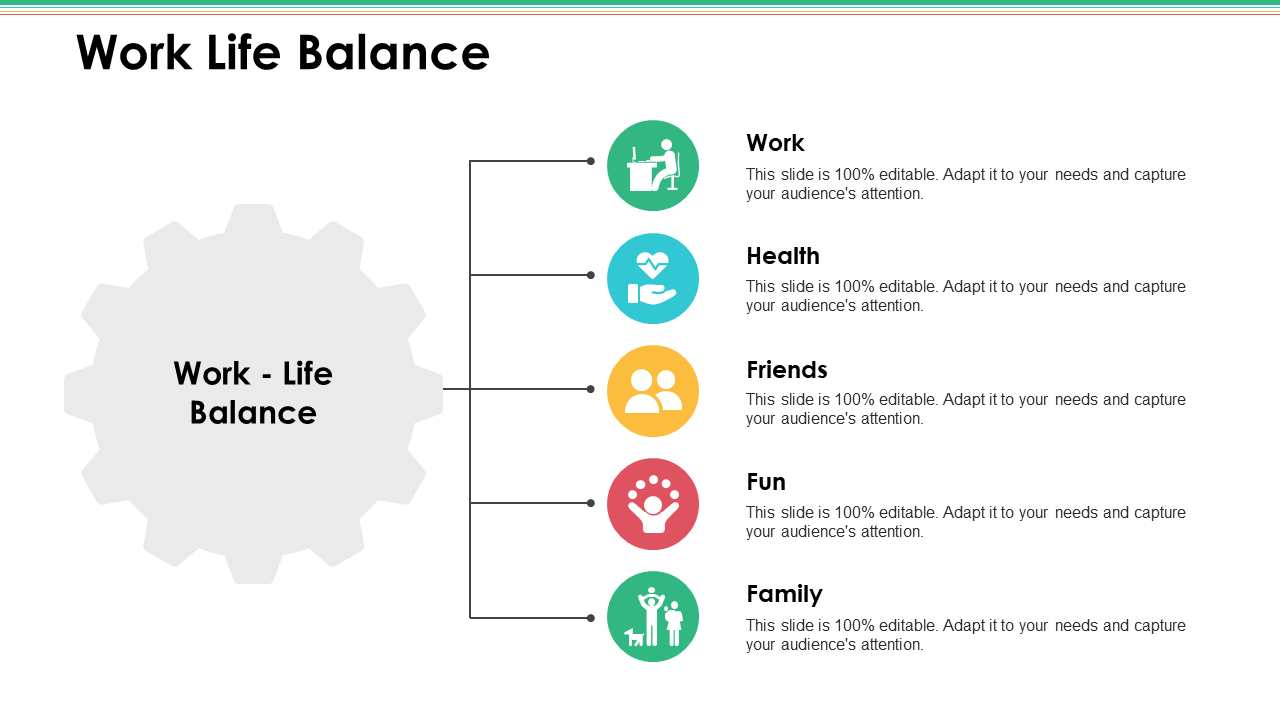 Work Life Balance
Work - Life
Balance
Work
This slide is 100% editable. Adapt it to your needs and capture
your audience's attention.
Health
This slide is 100% editable. Adapt it to your needs and capture
your audience's attention.
Friends
This slide is 100% editable. Adapt it to your needs and capture
your audience's attention.
Fun
This slide is 100% editable. Adapt it to your needs and capture
your audience's attention.
Family
This slide is 100% editable. Adapt it to your needs and capture
your audience's attention.